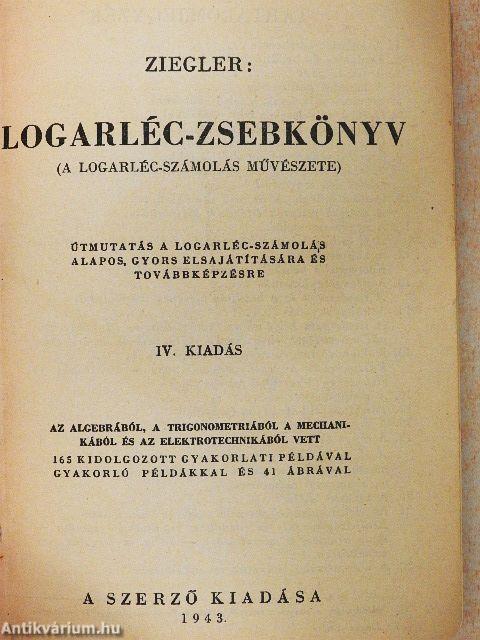 ZIEGLER:
LOGARLÉC-ZSEBKÖNYV
(A LOGARLÉC-SZÁMOLÁS MŰVÉSZETE)
ÚTMUTATÁS A LOGARLÉC-SZÁMOLÁS
ALAPOS, GYORS ELSAJÁTÍTÁSÁRA ÉS
TOVÁBBKÉPZÉSRE
IV. KIADÁS
AZ ALGEBRÁBÓL, A TRIGONOMETRIÁBÓL A MECHANI-
KÁBÓL ÉS AZ ELEKTROTECHNIKÁBÓL VETT
165 KIDOLGOZOTT GYAKORLATI PÉLDÁVAL
GYAKORLÓ PÉLDÁKKAL ÉS 41 ÁBRÁVAL
A SZERZŐ KIADÁSA
1943.
Antikvárium.hu